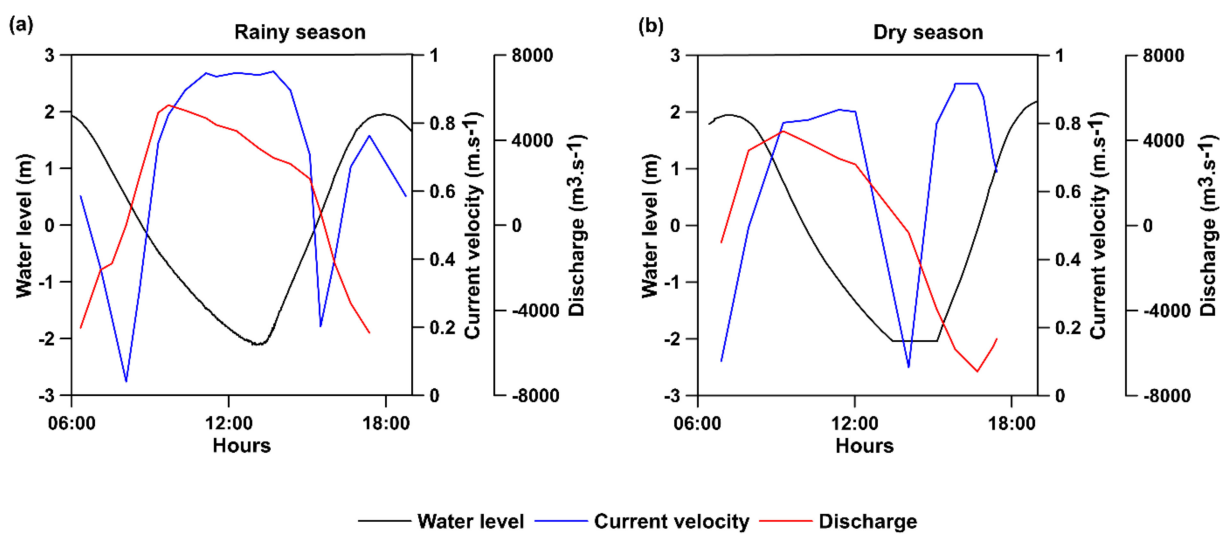 (a)
Rainy season
3
2
1
0
-1
-2
-3
Water level (m)
06:00
12:00
18:00
Hours
1
0.8
0.6
0.4
0.2
0
Current velocity (m.s-1)
8000
4000
0
-4000
-8000
Discharge (m3.s-1)
(b)
Dry season
3
2
1
0
-1
-2
-3
Water level (m)
06:00
12:00
18:00
Hours
1
0.8
0.6
0.4
0.2
0
Current velocity (m.s-1)
8000
4000
0
-4000
-8000
Discharge (m3.s-1)
Water level
Current velocity
Discharge